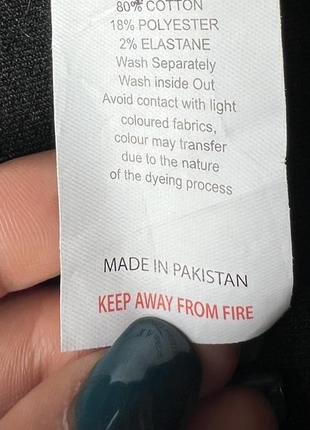 80% COTTON
18% POLYESTER
2% ELASTANE
Wash Separately
Wash inside Out
Avoid contact with light
coloured fabrics,
colour may transfer
due to the nature
of the dyeing process
MADE IN PAKISTAN
KEEP AWAY FROM FIRE